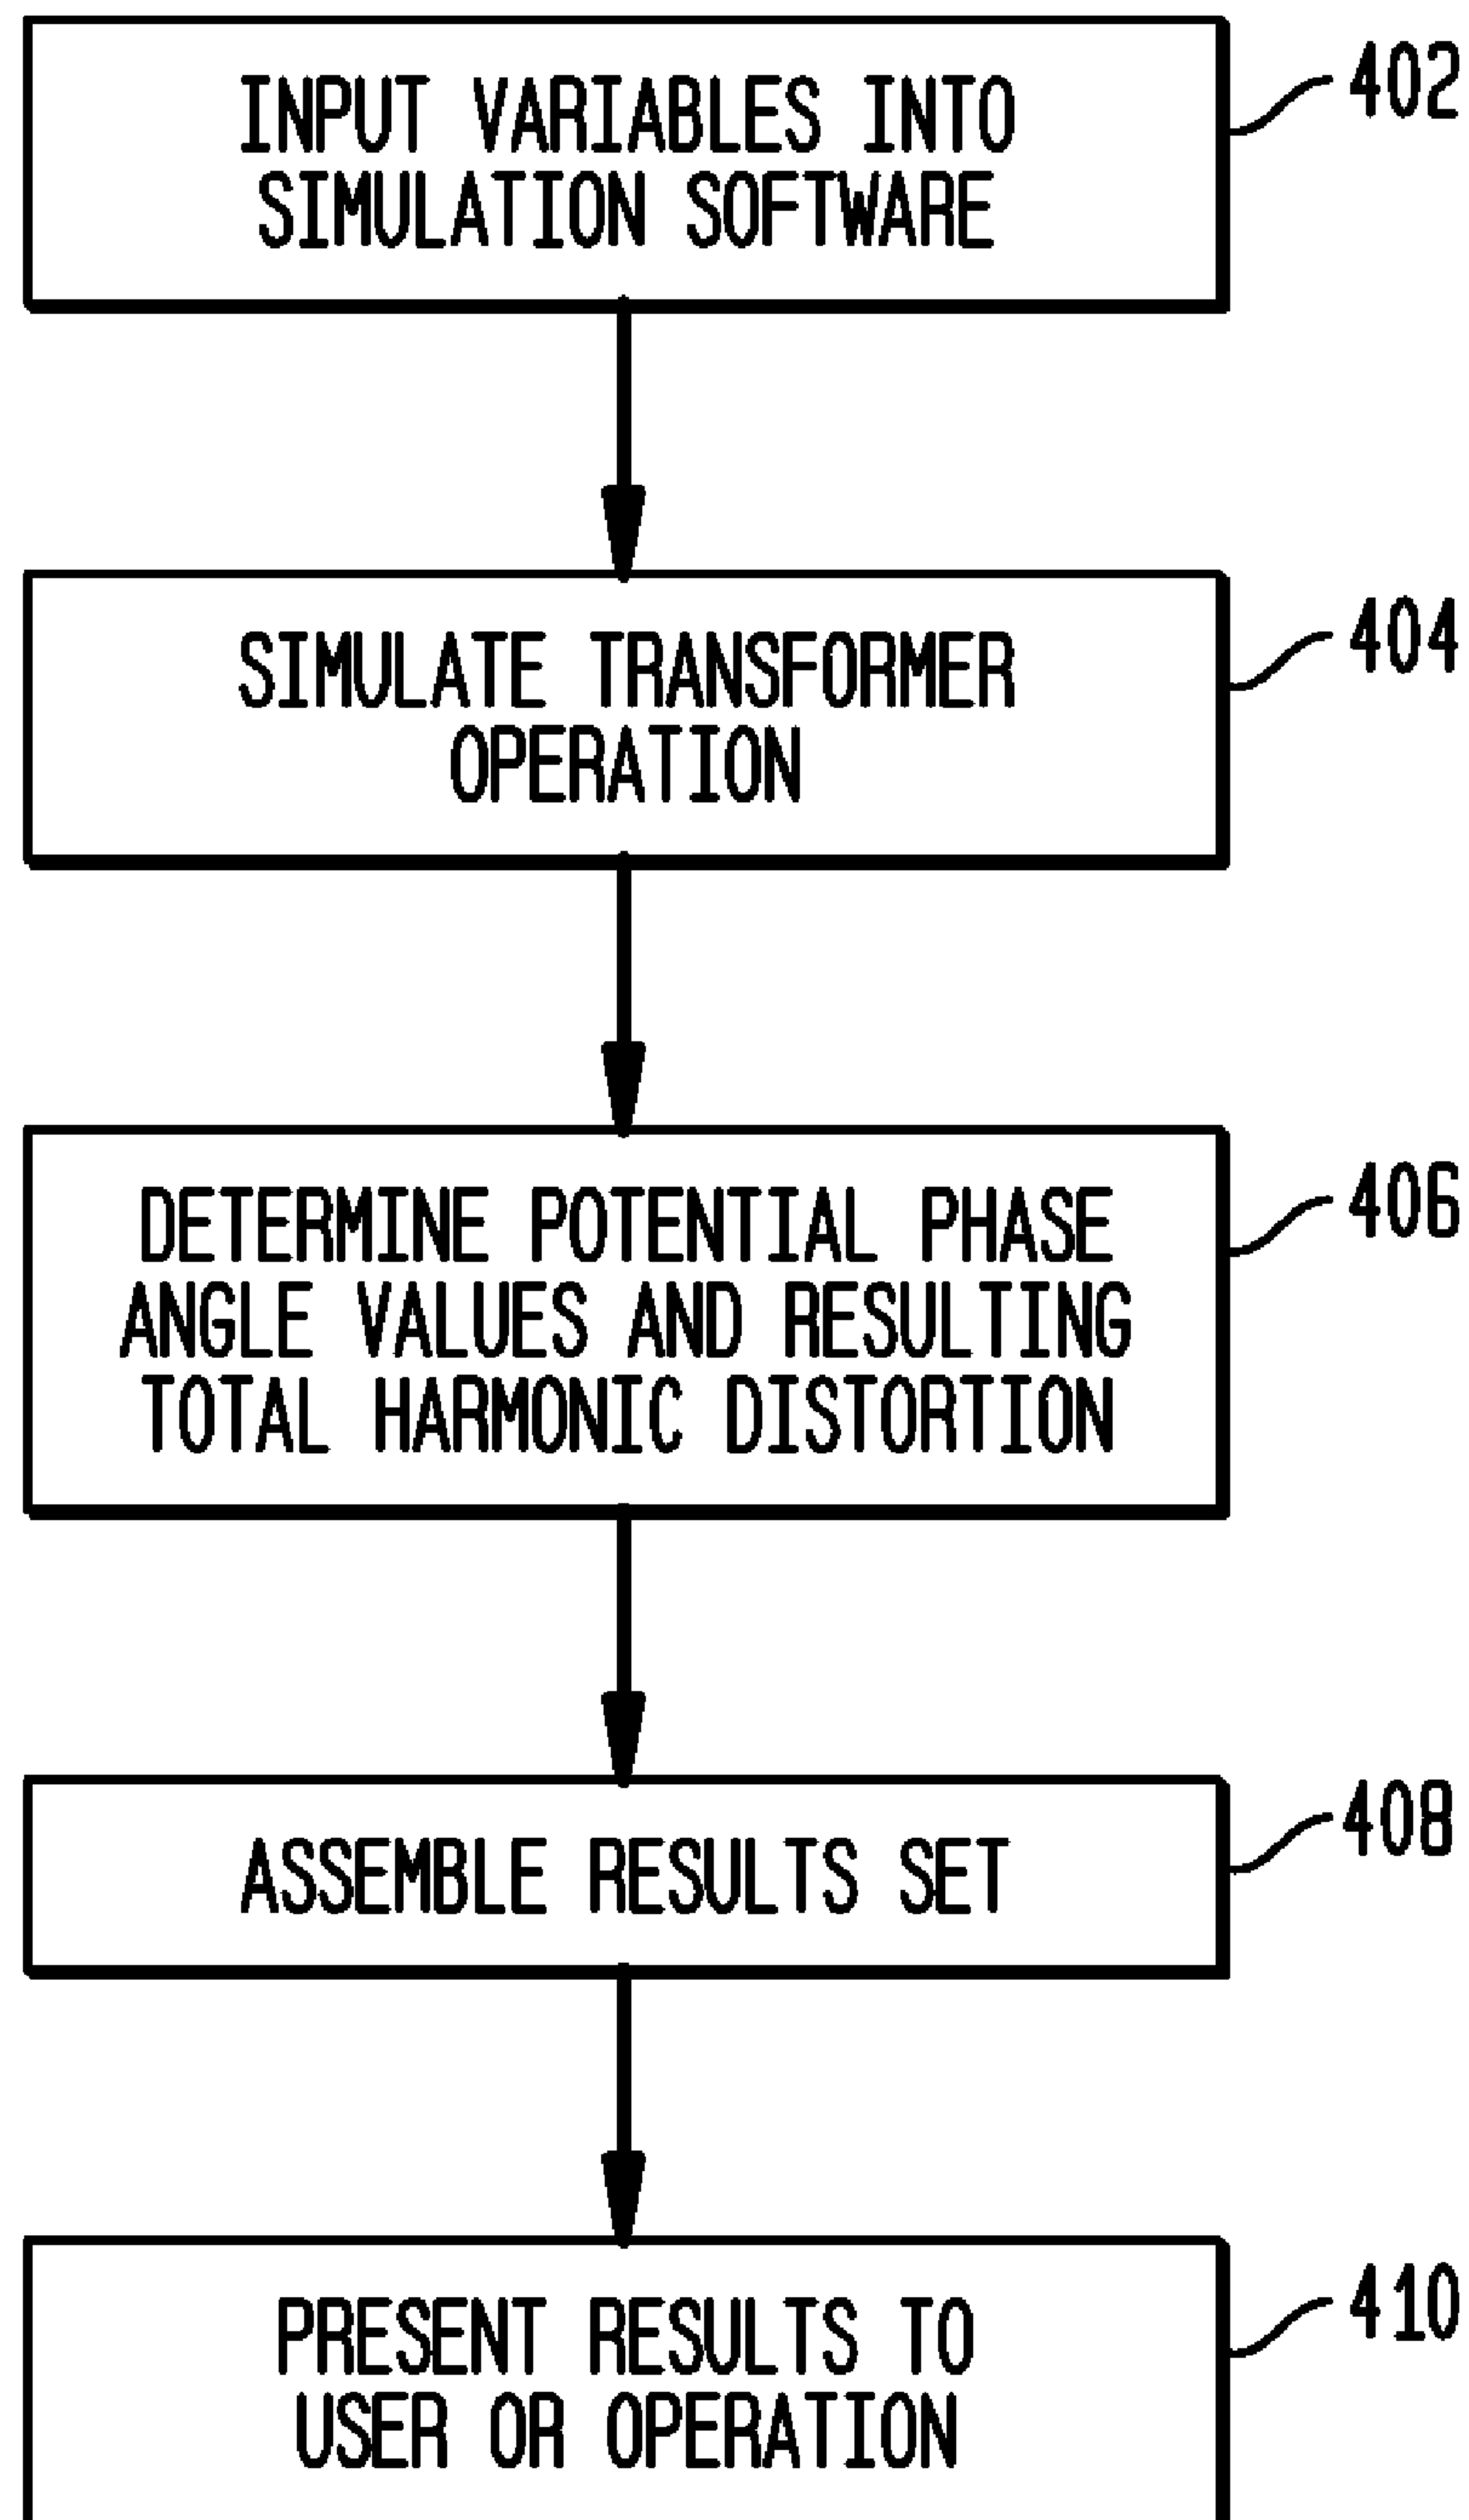 INPUT VARIABLES INTO
SIMULATION SOFTWARE
402
SIMULATE TRANSFORMER
OPERATION
404
DETERMINE POTENTIAL PHASE
ANGLE VALUES AND RESULTING
TOTAL HARMONIC DISTORTION
406
ASSEMBLE RESULTS SET
408
PRESENT RESULTS TO
USER OR OPERATION
410